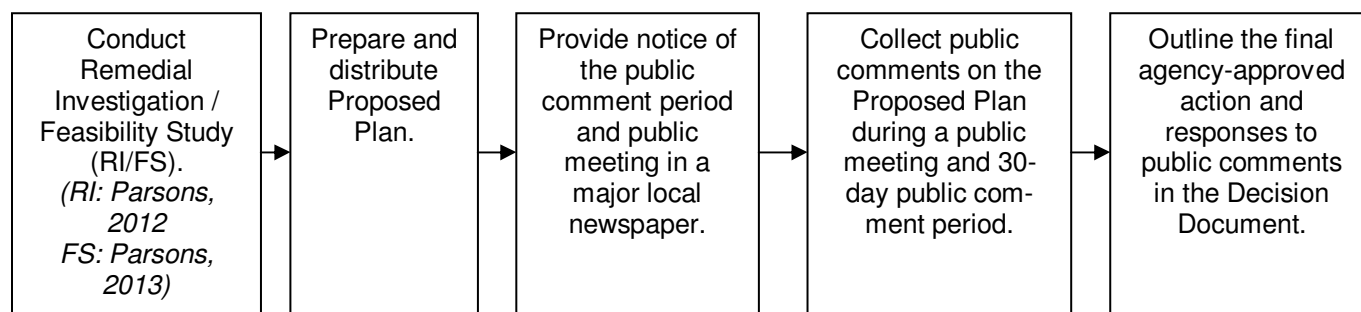 Conduct
Remedial
Investigation /
Feasibility Study
(RI/FS).
(RI: Parsons,
2012
FS: Parsons,
2013)
Prepare and
distribute
Proposed
Plan.
Provide notice of
the public
comment period
and public
meeting in a
major local
newspaper.
Collect public
comments on the
Proposed Plan
during a public
meeting and 30-
day public com-
ment period.
Outline the final
agency-approved
action and
responses to
public comments
in the Decision
Document.